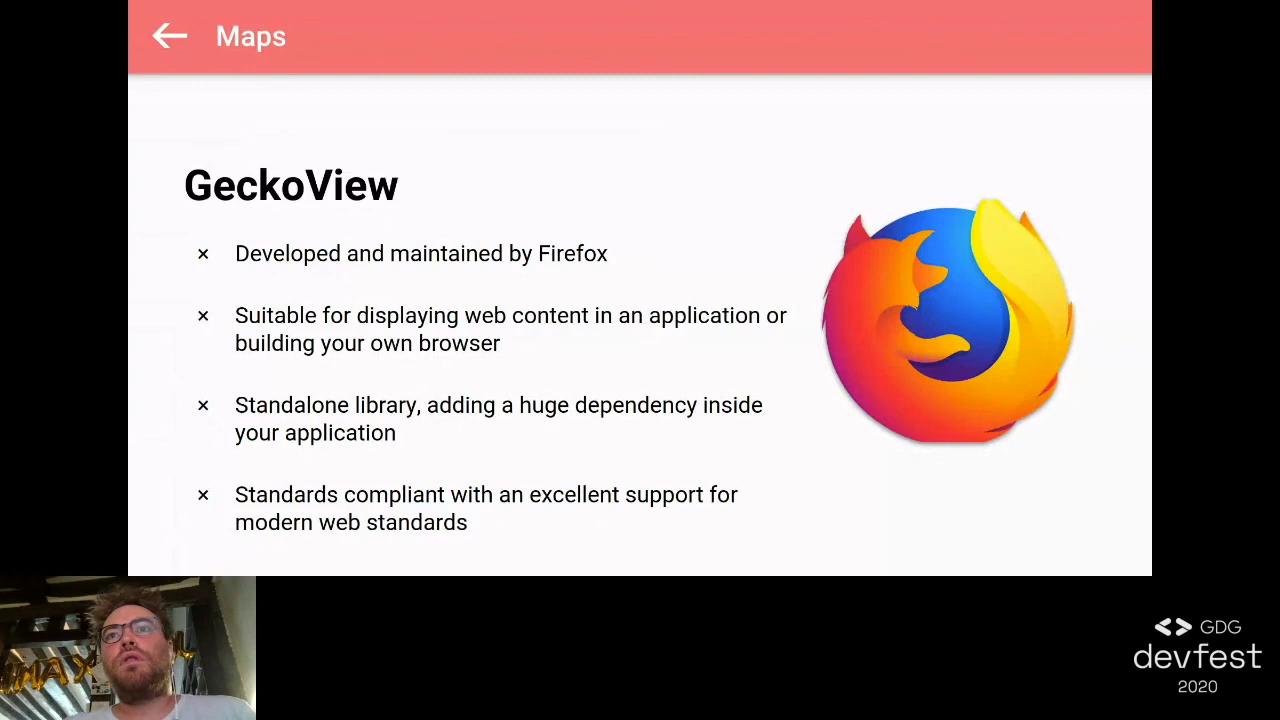 Maps
GeckoView
× Developed and maintained by Firefox
× Suitable for displaying web content in an application or
building your own browser
× Standalone library, adding a huge dependency inside
your application
× Standards compliant with an excellent support for
modern web standards
<> GDG
devfest
2020